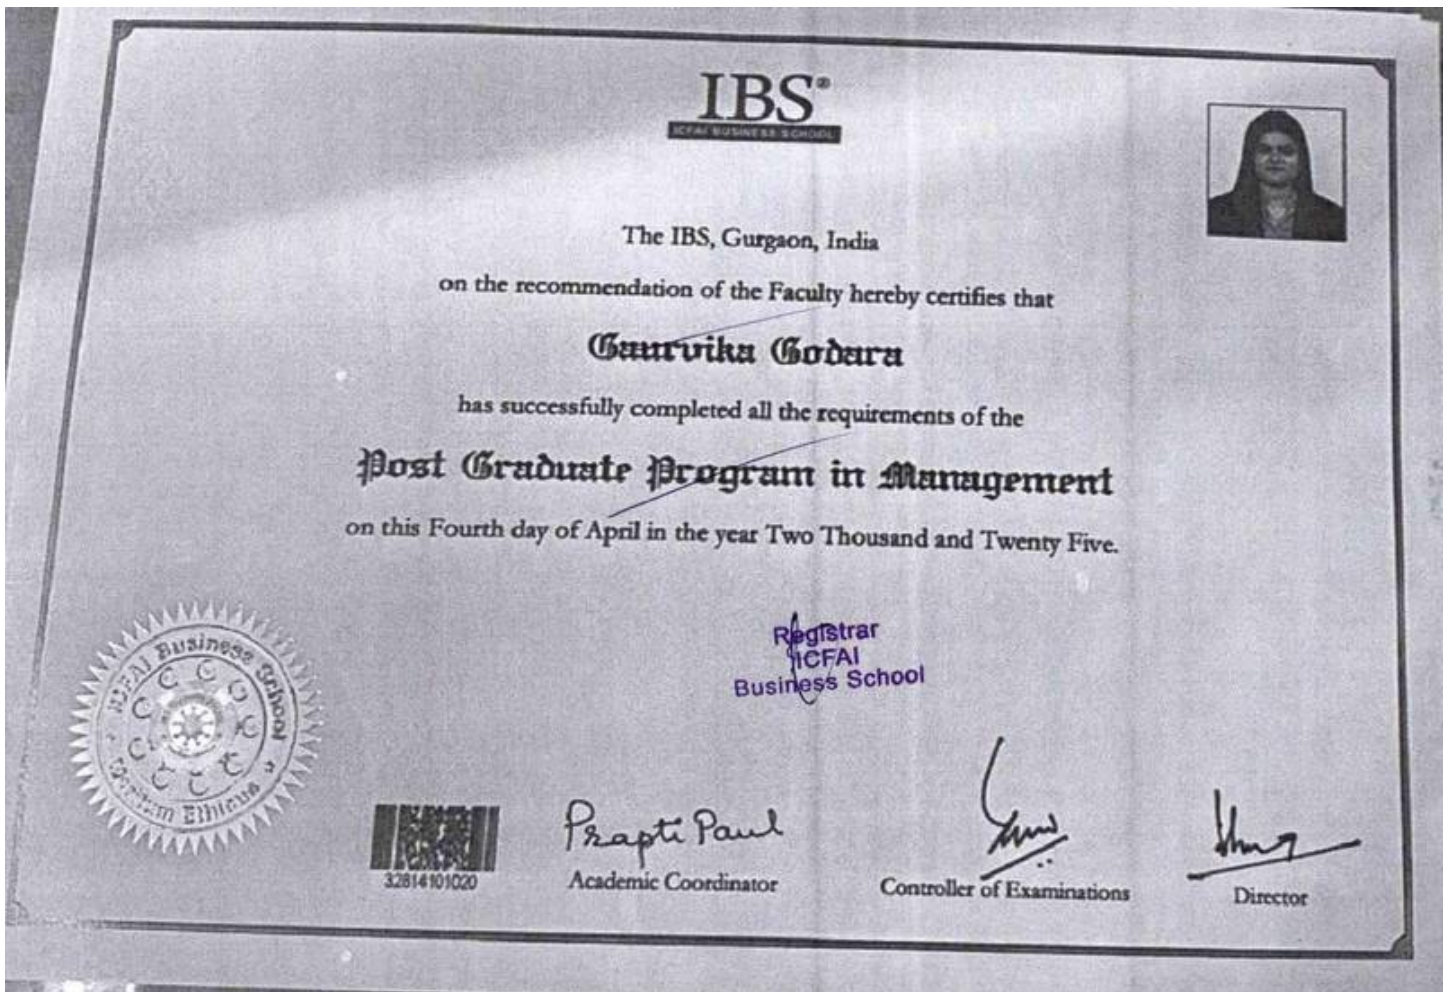 IBS®
ICFAI BUSINESS SCHOOL
The IBS, Gurgaon, India
on the recommendation of the Faculty hereby certifies that
Gaurvika Godara
has successfully completed all the requirements of the
Post Graduate Program in Management
on this Fourth day of April in the year Two Thousand and Twenty Five.
Registrar
ICFAI
Business School
ICFAI Business School
32814101020
Prapti Paul
Academic Coordinator
Controller of Examinations
Director